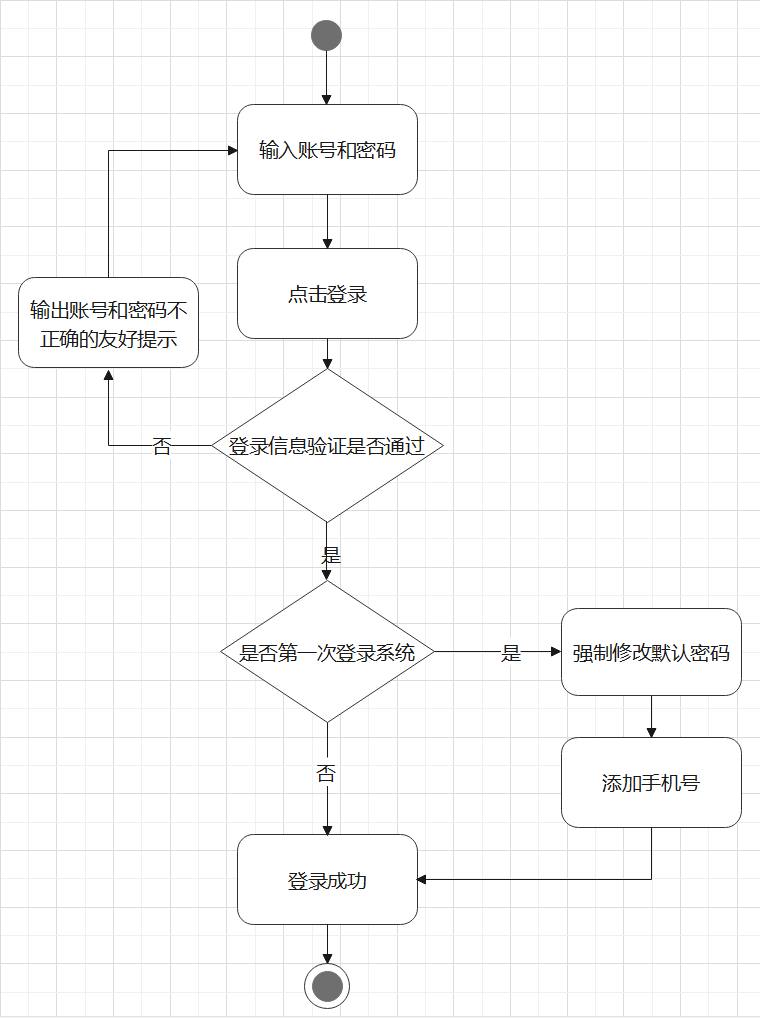 输入账号和密码
点击登录
输出账号和密码不
正确的友好提示
登录信息验证是否通过
否
是
是否第一次登录系统
是
强制修改默认密码
添加手机号
否
登录成功